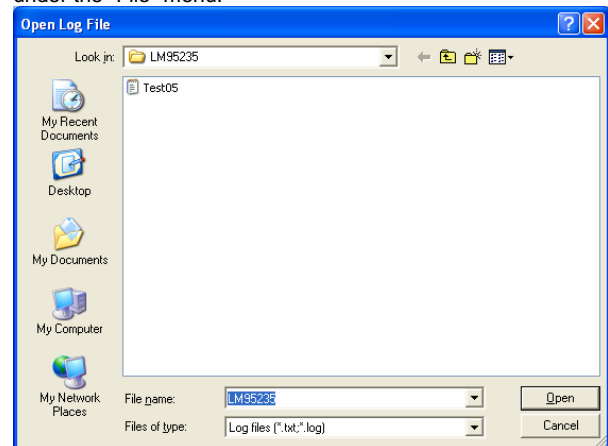 under the "File" menu.
Open Log File
Look in:
LM95235
Test05
My Recent
Documents
Desktop
My Documents
My Computer
My Network
Places
File name:
LM95235
Open
Files of type:
Log files (*.txt;*.log)
Cancel